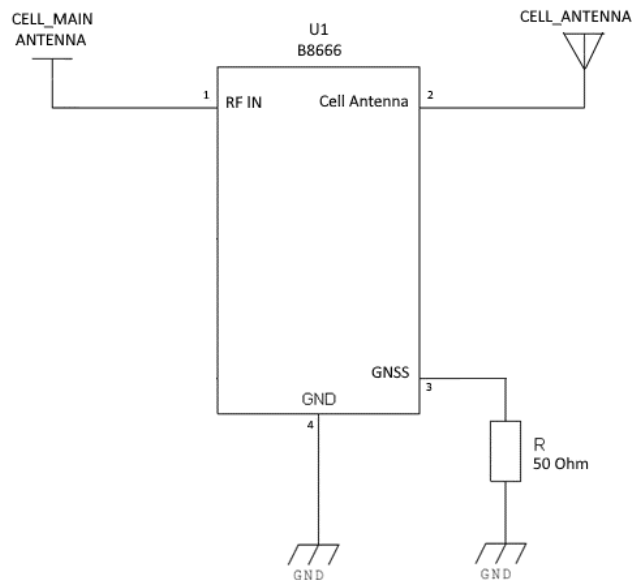 CELL_MAIN
ANTENNA
U1
B8666
CELL_ANTENNA
1
RF IN
Cell Antenna
2
GNSS
3
GND
4
R
50 Ohm
GND
GND